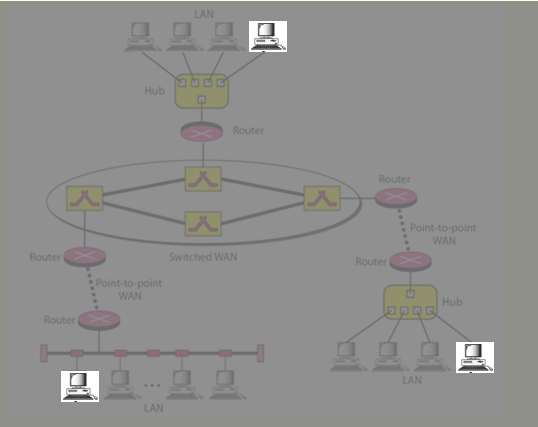 LAN
Hub
Router
Router
Point-to-point
WAN
Router
Switched WAN
Router
Point-to-point
WAN
Router
Hub
LAN
LAN